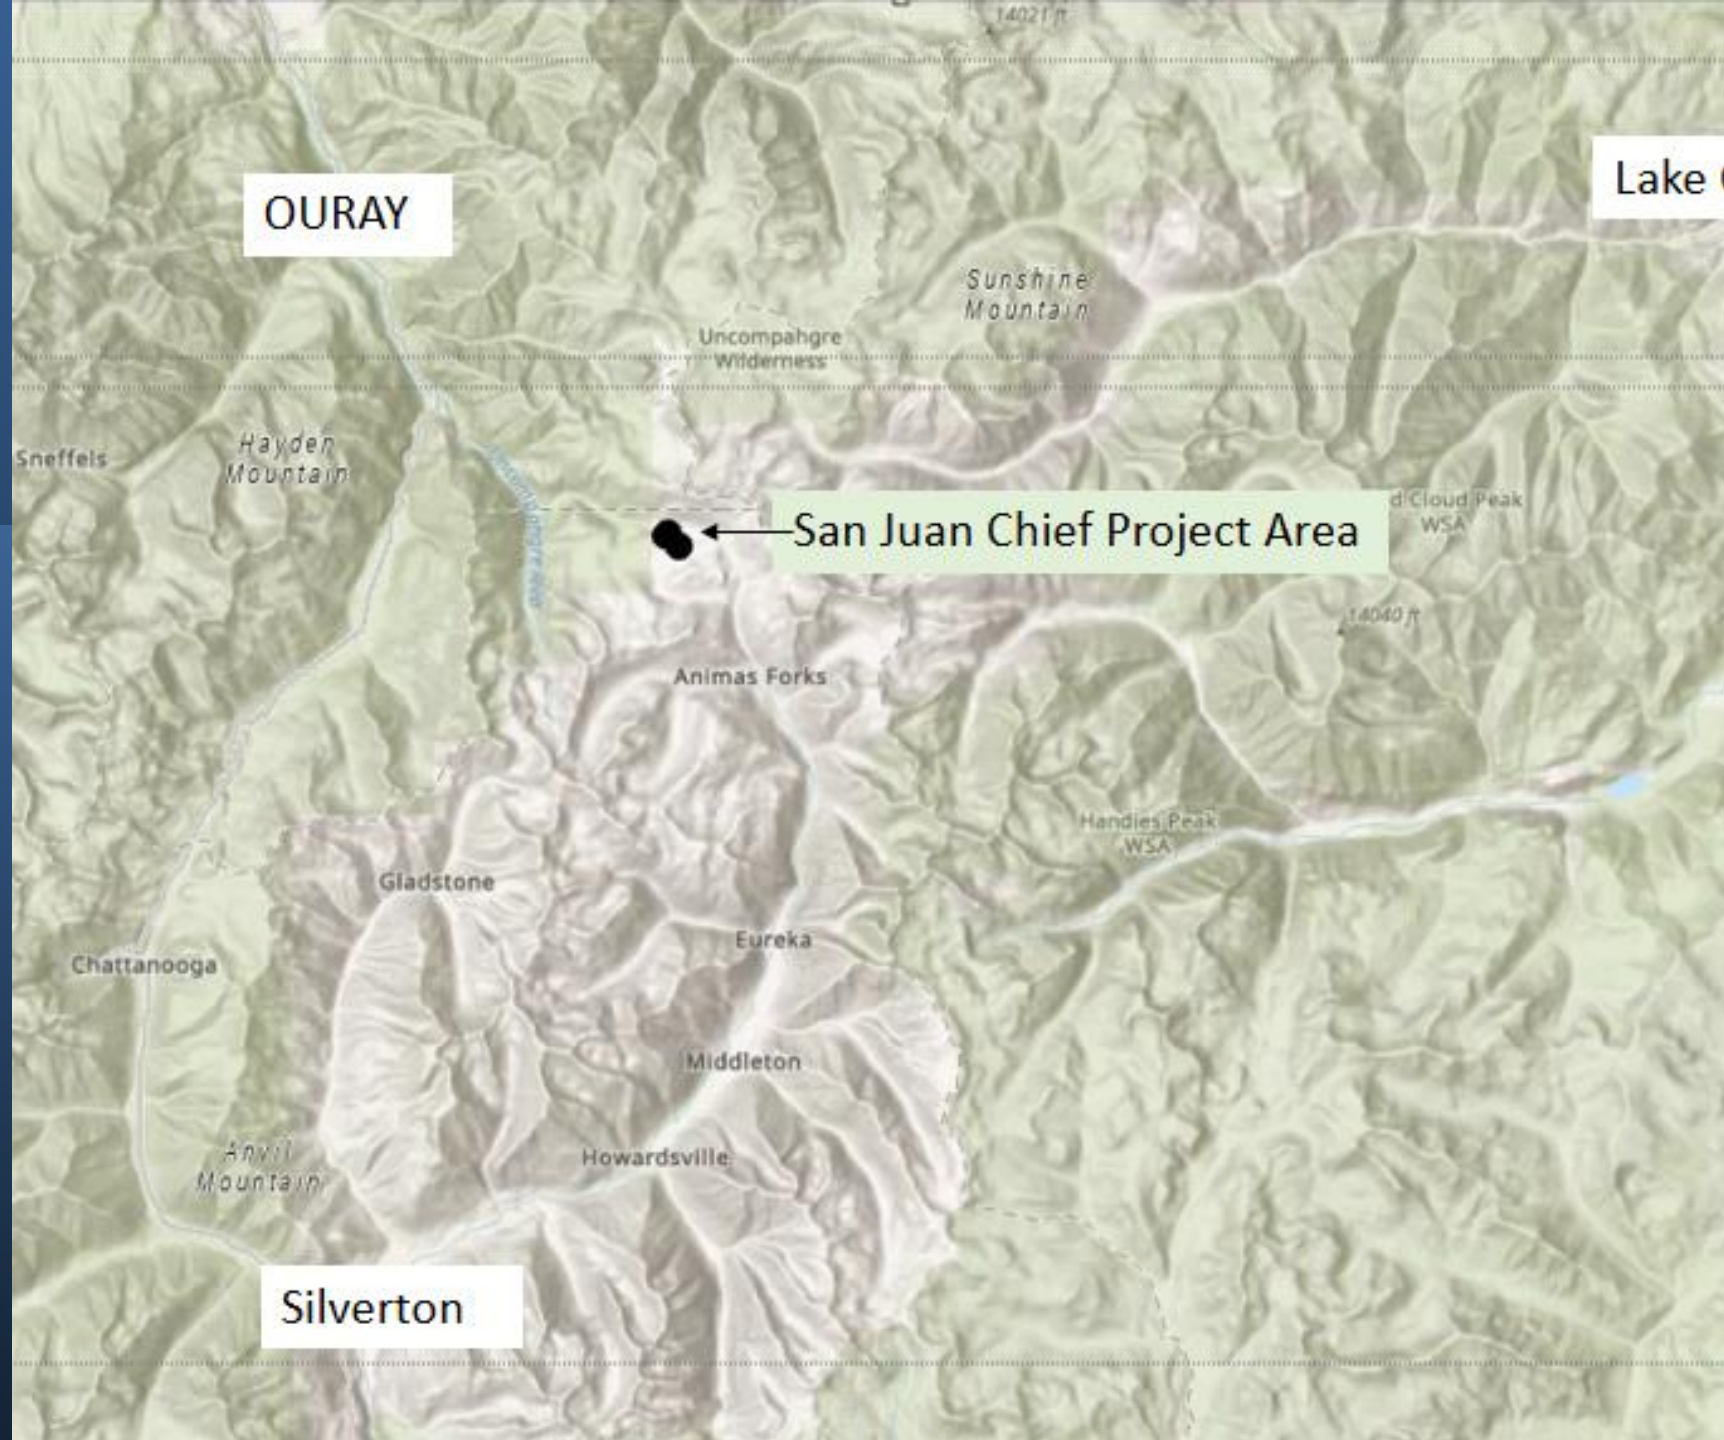 14021 ft
Lake
OURAY
Sunshine
Mountain
Uncompahgre
Wilderness
Hayden
Mountain
Sneffels
d Cloud Peak
WSA
San Juan Chief Project Area
14040 ft
Animas Forks
Handies Peak
WSA
Gladstone
Eureka
Chattanooga
Middleton
Anvil
Mountain
Howardsville
Silverton